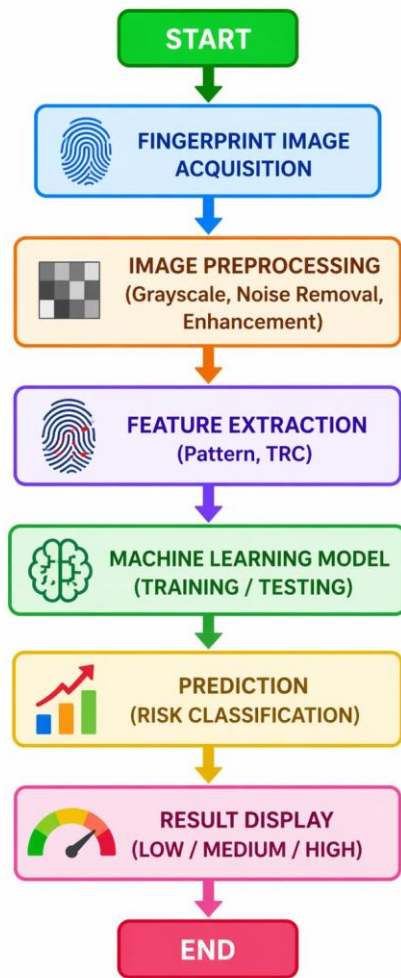 START
FINGERPRINT IMAGE
ACQUISITION
IMAGE PREPROCESSING
(Grayscale, Noise Removal,
Enhancement)
FEATURE EXTRACTION
(Pattern, TRC)
MACHINE LEARNING MODEL
(TRAINING / TESTING)
PREDICTION
(RISK CLASSIFICATION)
RESULT DISPLAY
(LOW / MEDIUM / HIGH)
END